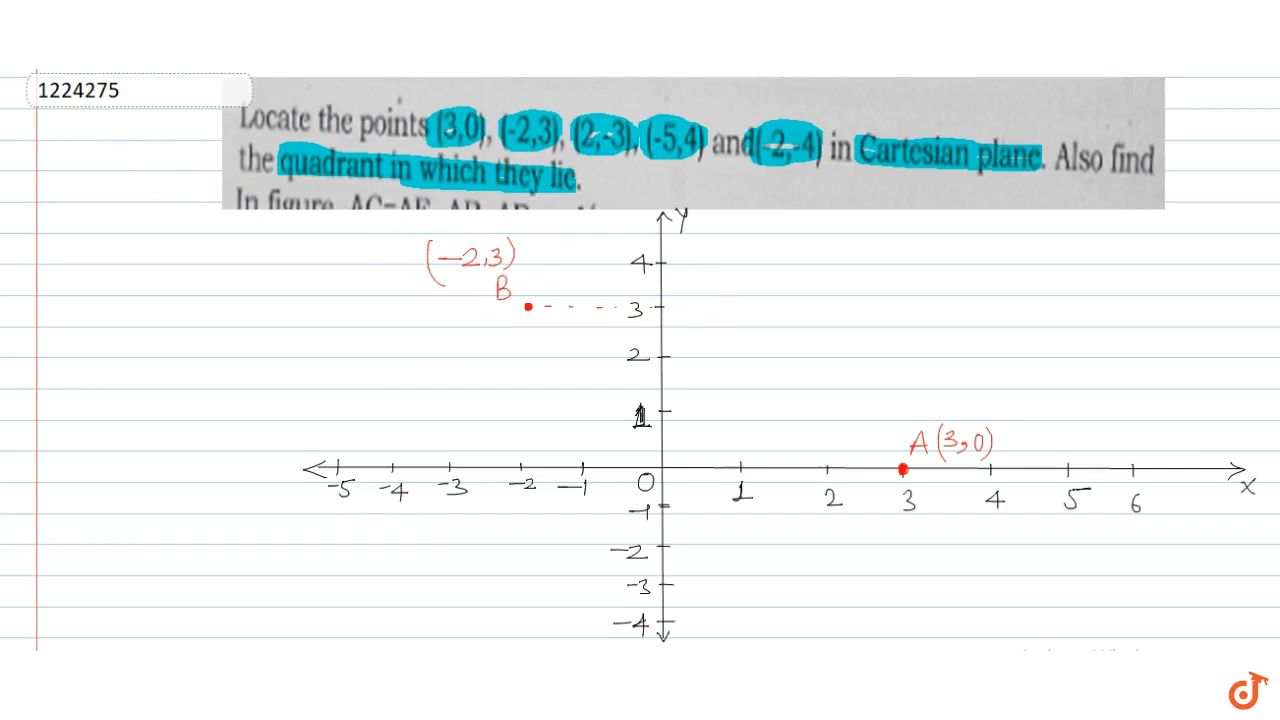 1224275
Locate the points (3,0), (-2,3), (2,-3), (-5,4) and (-2,-4) in Cartesian plane. Also find
the quadrant in which they lie.
In figure
Y
(-2,3)
4
B
3
2
1
A (3,0)
-5 -4 -3 -2 -1 0 1 2 3 4 5 6 X
-1
-2
-3
-4